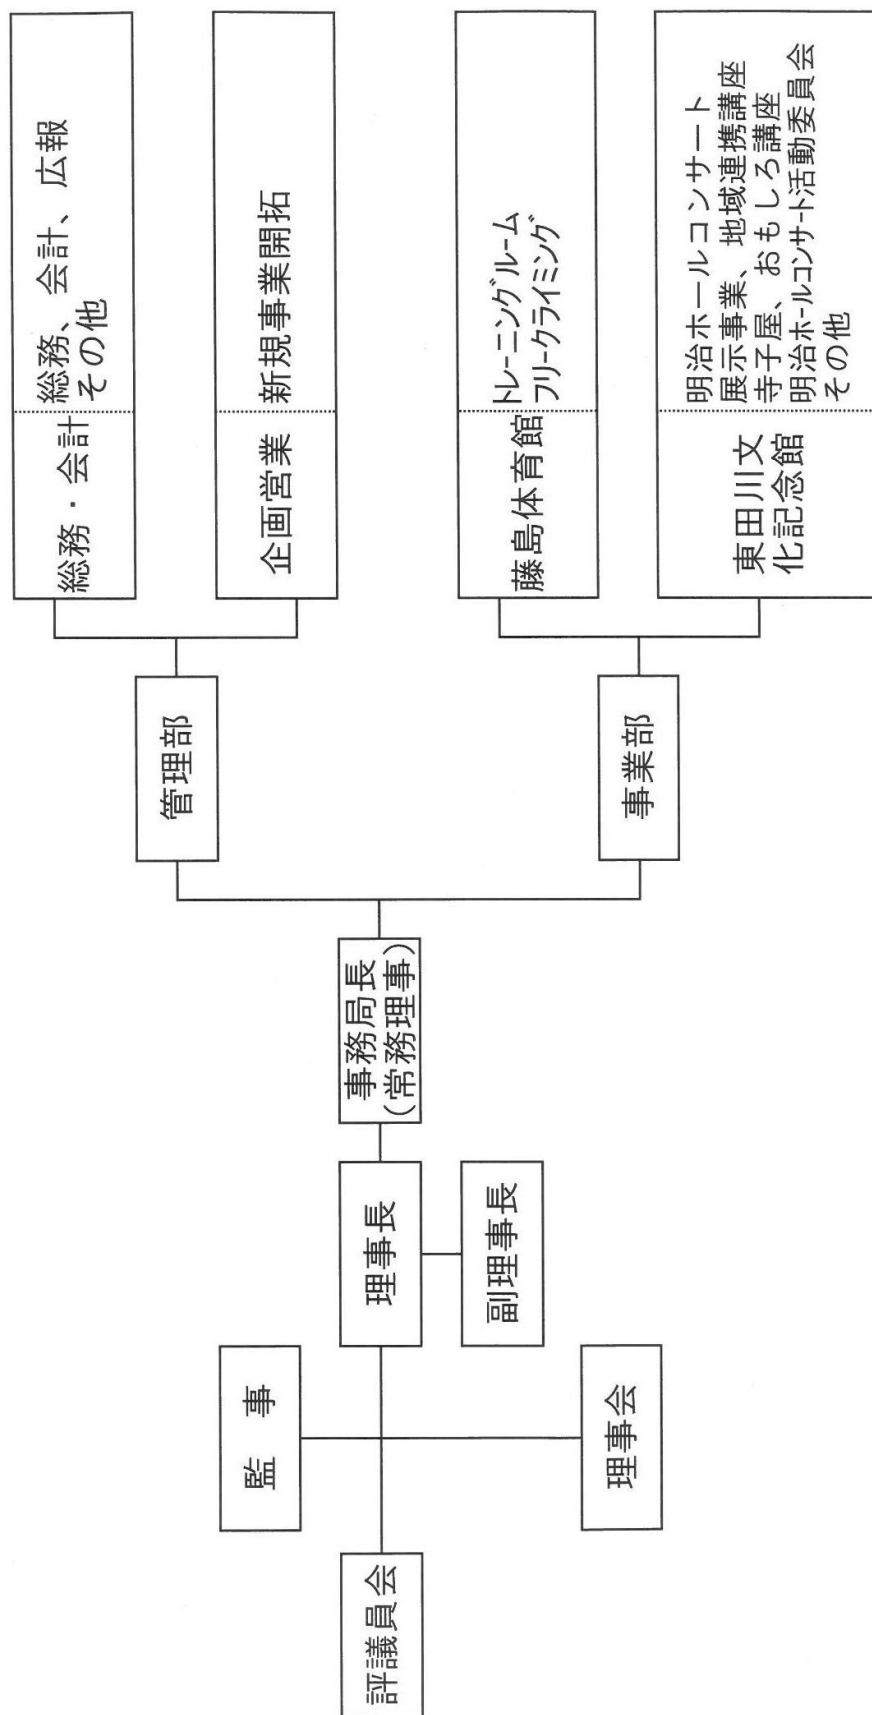 評議員会
監　事
理事会
理事長
副理事長
事務局長
(常務理事)
管理部
事業部
総務・会計
総務、会計、広報
その他
企画営業
新規事業開拓
藤島体育館
トレーニングルーム
フリークライミング
東田川文
化記念館
明治ホールコンサート
展示事業、地域連携講座
寺子屋、おもしろ講座
明治ホールコンサート活動委員会
その他